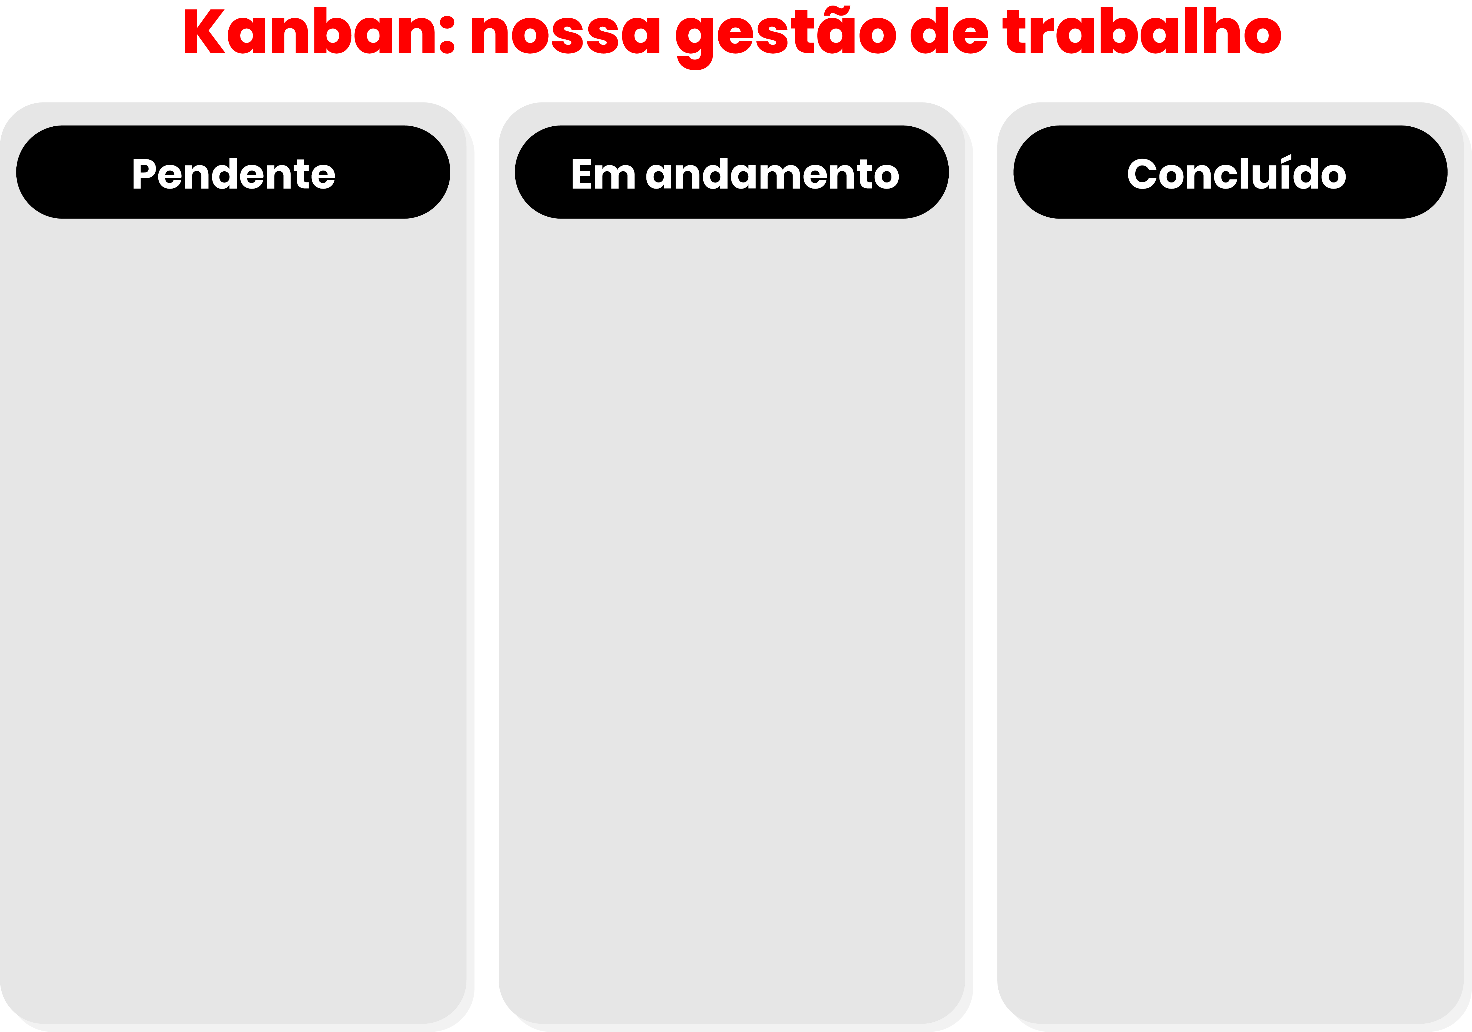 Kanban: nossa gestão de trabalho
Pendente
Em andamento
Concluído